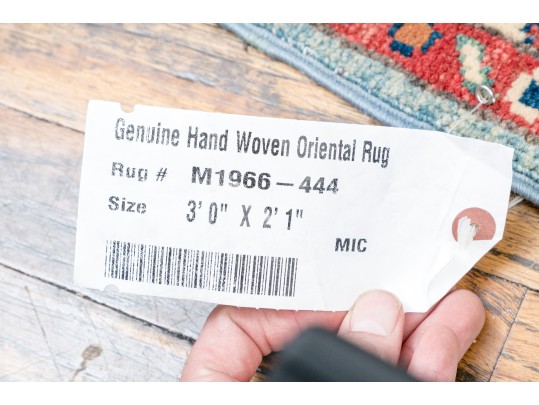 Genuine Hand Woven Oriental Rug
Rug # M1966-444
Size 3' 0" X 2' 1"
MIC